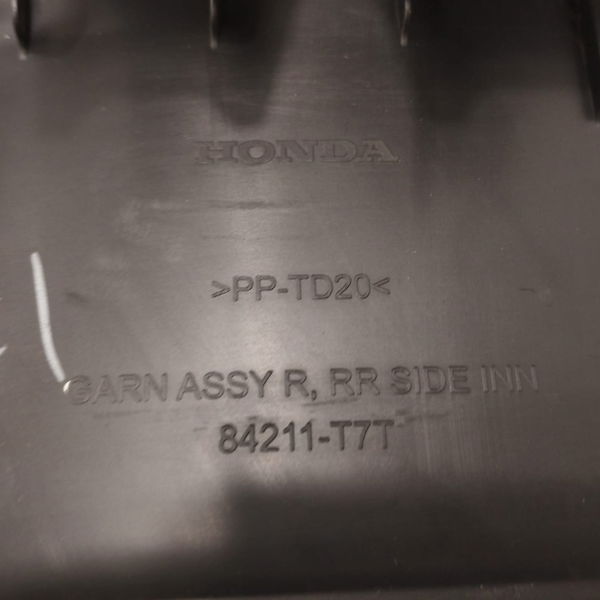 HONDA
>PP-TD20<
GARN ASSY R, RR SIDE INN
84211-T7T